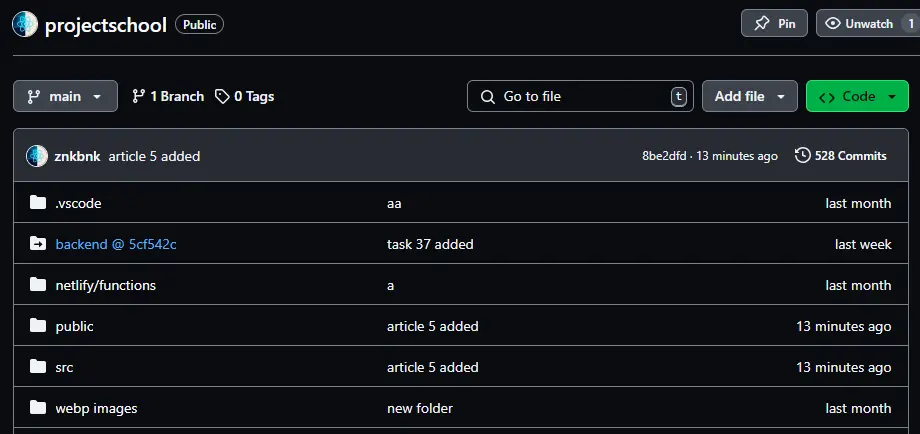 projectschool Public Pin Unwatch 1
main 1 Branch 0 Tags Go to file t Add file Code
znkbnk article 5 added 8be2dfd · 13 minutes ago 528 Commits
.vscode aa last month
backend @ 5cf542c task 37 added last week
netlify/functions a last month
public article 5 added 13 minutes ago
src article 5 added 13 minutes ago
webp images new folder last month